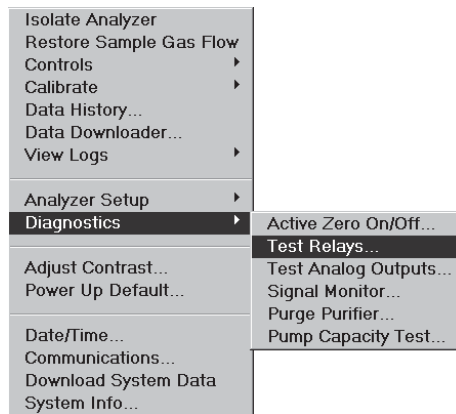 Isolate Analyzer
Restore Sample Gas Flow
Controls
Calibrate
Data History...
Data Downloader...
View Logs
Analyzer Setup
Diagnostics
Active Zero On/Off...
Test Relays...
Test Analog Outputs...
Signal Monitor...
Purge Purifier...
Pump Capacity Test...
Adjust Contrast...
Power Up Default...
Date/Time...
Communications...
Download System Data
System Info...